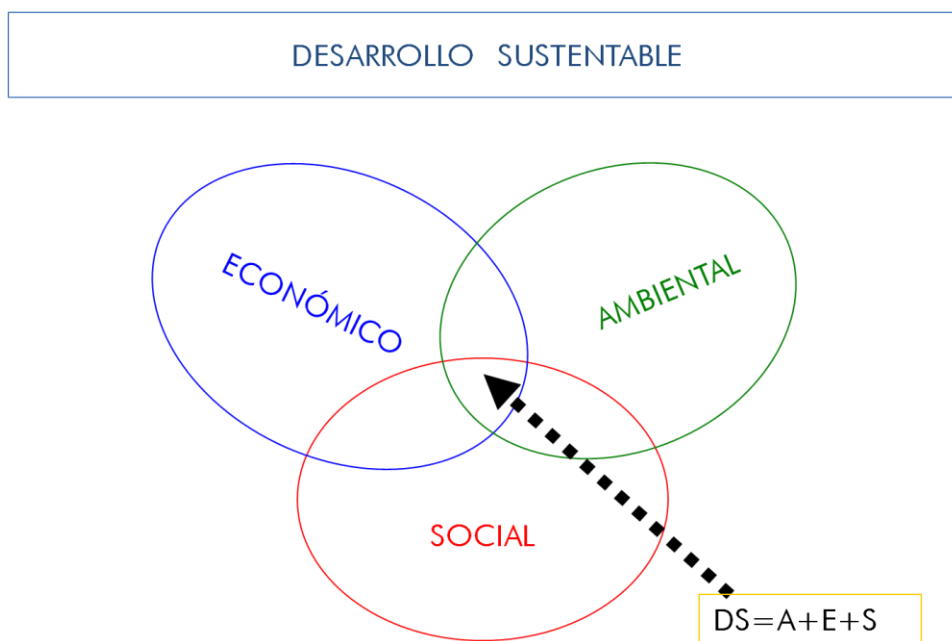 DESARROLLO SUSTENTABLE
ECONÓMICO
AMBIENTAL
SOCIAL
DS=A+E+S